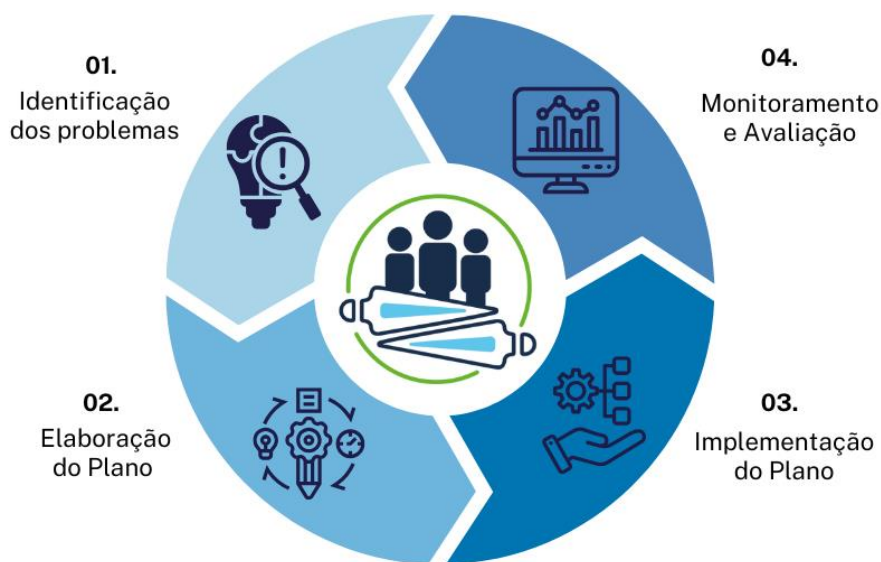 01.
Identificação
dos problemas
02.
Elaboração
do Plano
03.
Implementação
do Plano
04.
Monitoramento
e Avaliação